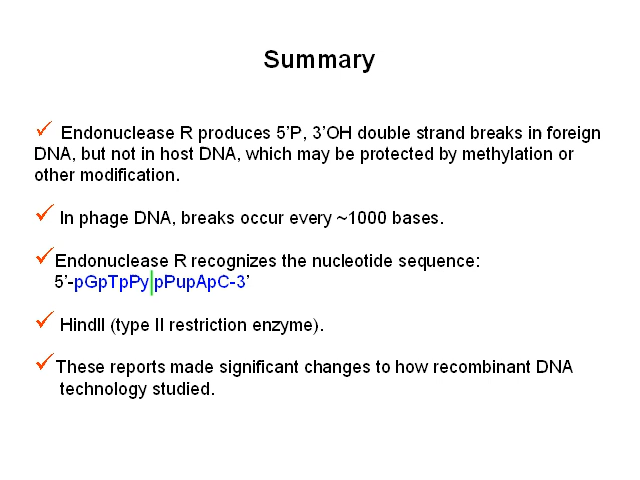 Summary
✓ Endonuclease R produces 5’P, 3’OH double strand breaks in foreign
DNA, but not in host DNA, which may be protected by methylation or
other modification.
✓ In phage DNA, breaks occur every ~1000 bases.
✓ Endonuclease R recognizes the nucleotide sequence:
5’-pGpTpPy|pPupApC-3’
✓ HindII (type II restriction enzyme).
✓ These reports made significant changes to how recombinant DNA
technology studied.